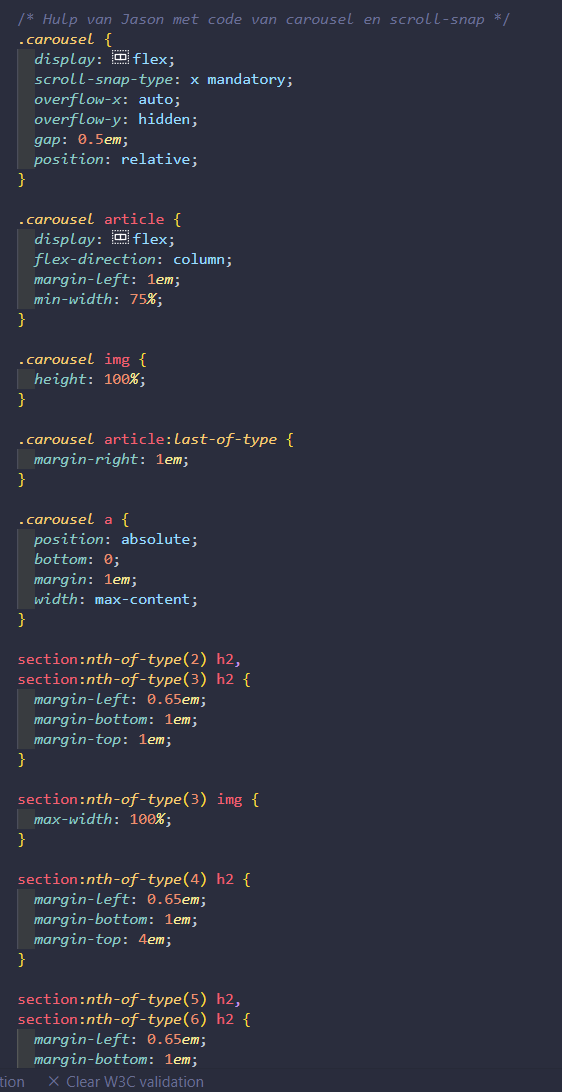 /* Hulp van Jason met code van carousel en scroll-snap */
.carousel {
display: flex;
scroll-snap-type: x mandatory;
overflow-x: auto;
overflow-y: hidden;
gap: 0.5em;
position: relative;
}
.carousel article {
display: flex;
flex-direction: column;
margin-left: 1em;
min-width: 75%;
}
.carousel img {
height: 100%;
}
.carousel article:last-of-type {
margin-right: 1em;
}
.carousel a {
position: absolute;
bottom: 0;
margin: 1em;
width: max-content;
}
section:nth-of-type(2) h2,
section:nth-of-type(3) h2 {
margin-left: 0.65em;
margin-bottom: 1em;
margin-top: 1em;
}
section:nth-of-type(3) img {
max-width: 100%;
}
section:nth-of-type(4) h2 {
margin-left: 0.65em;
margin-bottom: 1em;
margin-top: 4em;
}
section:nth-of-type(5) h2,
section:nth-of-type(6) h2 {
margin-left: 0.65em;
margin-bottom: 1em;
tion × Clear W3C validation